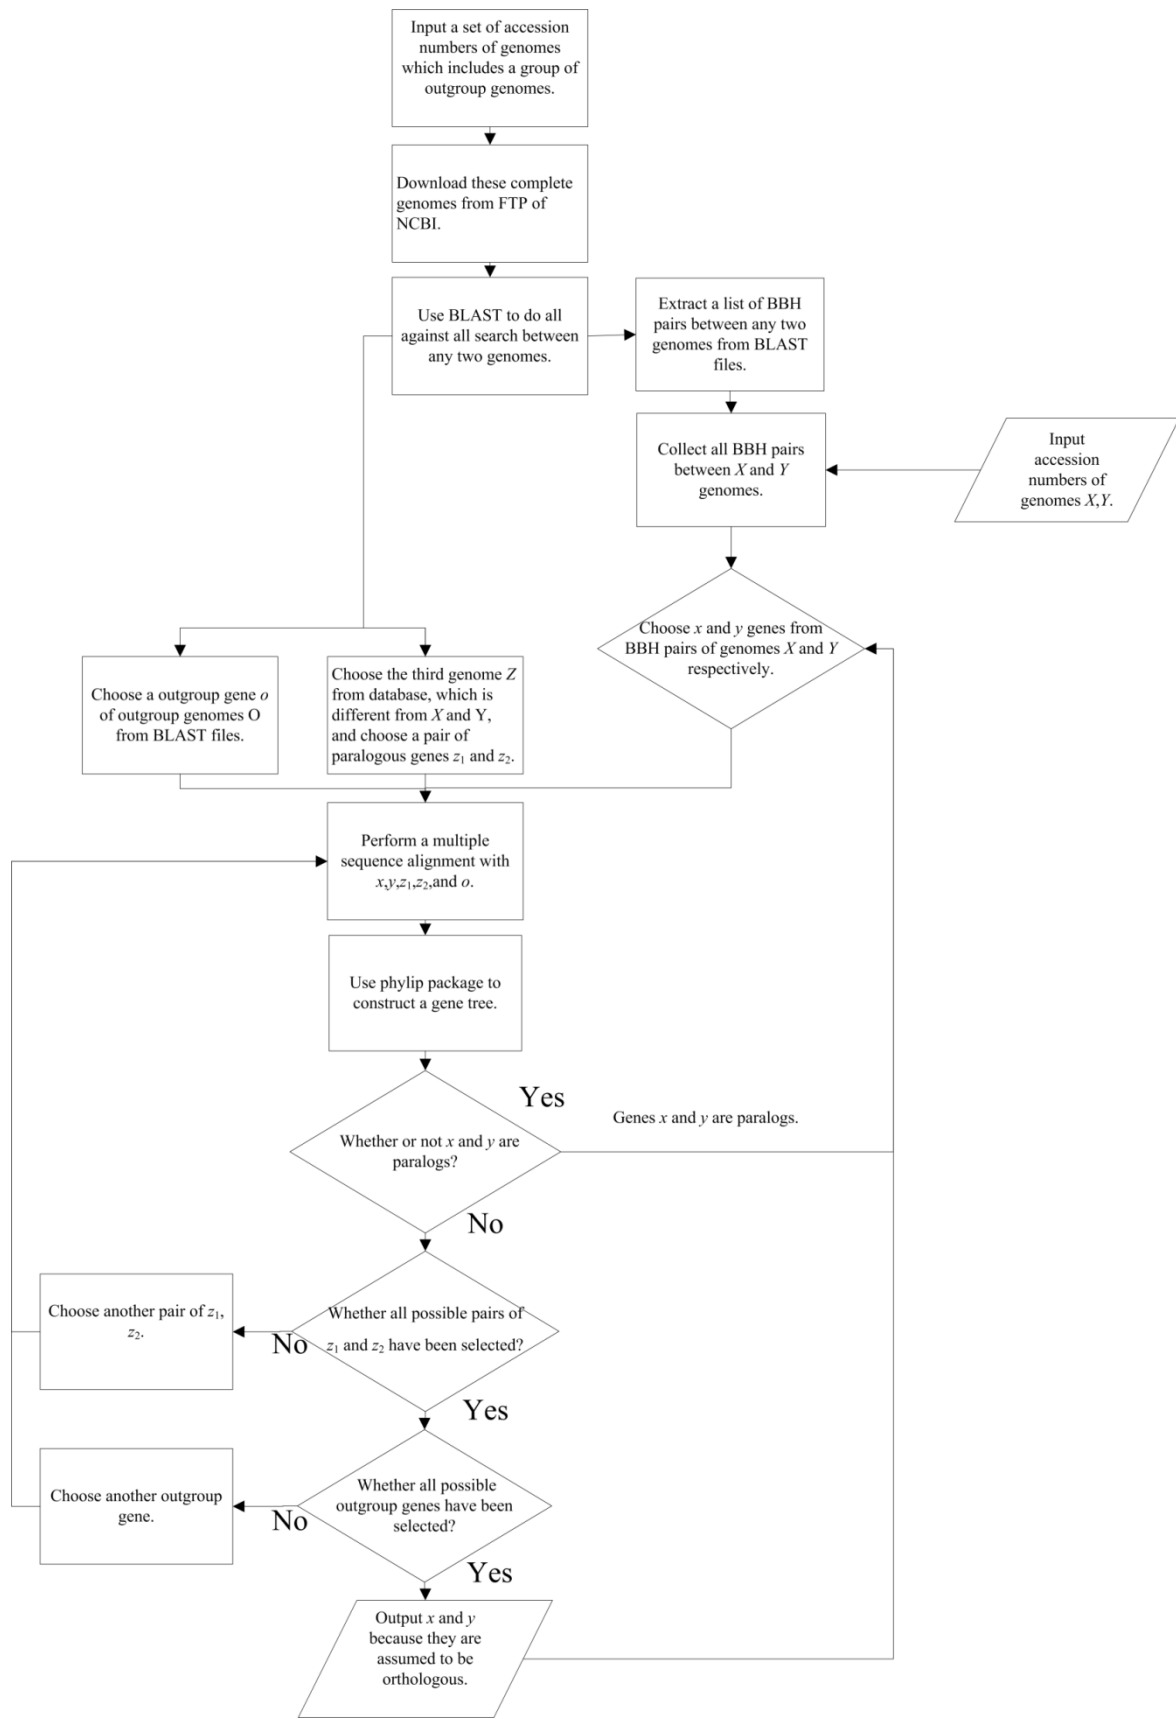 Input a set of accession
numbers of genomes
which includes a group of
outgroup genomes.
Download these complete
genomes from FTP of
NCBI.
Use BLAST to do all
against all search between
any two genomes.
Extract a list of BBH
pairs between any two
genomes from BLAST
files.
Collect all BBH pairs
between X and Y
genomes.
Input
accession
numbers of
genomes X,Y.
Choose x and y genes from
BBH pairs of genomes X and Y
respectively.
Choose a outgroup gene o
of outgroup genomes O
from BLAST files.
Choose the third genome Z
from database, which is
different from X and Y,
and choose a pair of
paralogous genes z₁ and z₂.
Perform a multiple
sequence alignment with
x,y,z₁,z₂,and o.
Use phylip package to
construct a gene tree.
Whether or not x and y are
paralogs?
Yes
Genes x and y are paralogs.
No
Whether all possible pairs of
z₁ and z₂ have been selected?
No
Choose another pair of z₁,
z₂.
Yes
Whether all possible
outgroup genes have been
selected?
No
Choose another outgroup
gene.
Yes
Output x and y
because they are
assumed to be
orthologous.